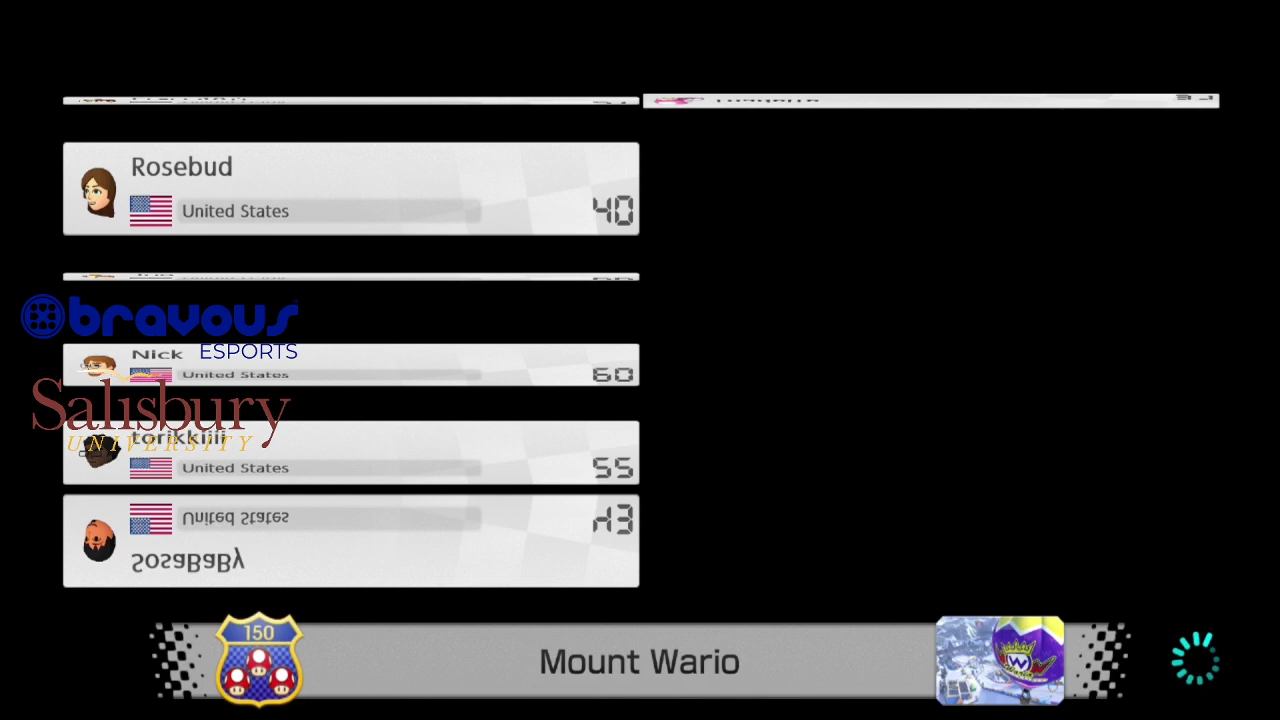 Rosebud
United States
40
bravous
ESPORTS
Nick
United States
60
Salisbury
UNIVERSITY
torikkiiii
United States
55
United States
43
SosaBaBy
150
Mount Wario